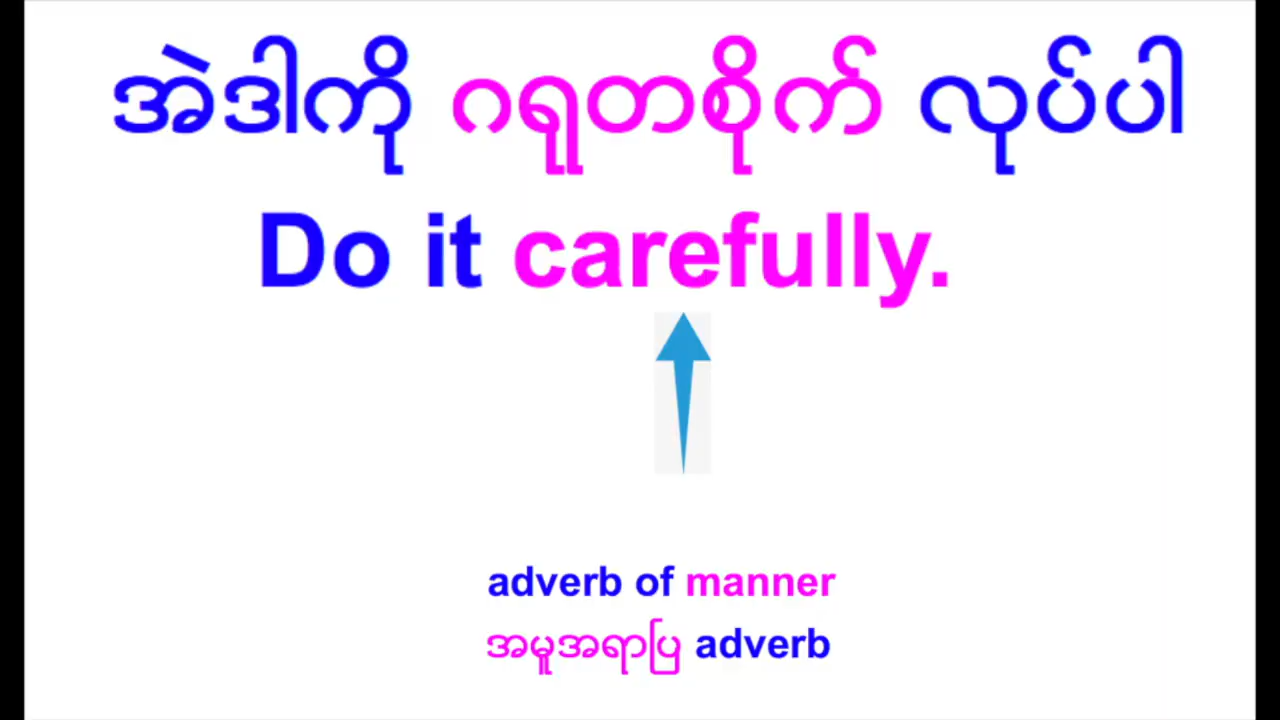 အဲဒါကို ဂရုတစိုက် လုပ်ပါ
Do it carefully.
adverb of manner
အမူအရာပြ adverb